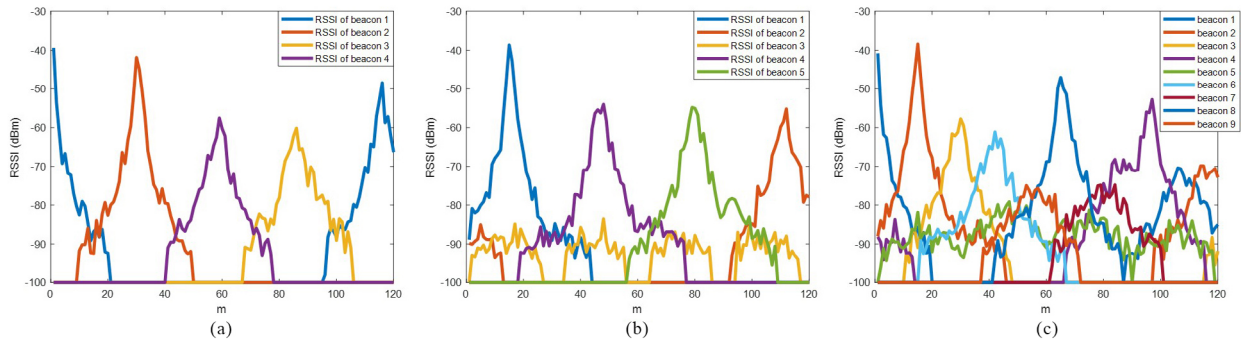 -30
-40
-50
-60
-70
-80
-90
-100
RSSI (dBm)
0 20 40 60 80 100 120
m
RSSI of beacon 1
RSSI of beacon 2
RSSI of beacon 3
RSSI of beacon 4
(a)
-30
-40
-50
-60
-70
-80
-90
-100
RSSI (dBm)
0 20 40 60 80 100 120
m
RSSI of beacon 1
RSSI of beacon 2
RSSI of beacon 3
RSSI of beacon 4
RSSI of beacon 5
(b)
-30
-40
-50
-60
-70
-80
-90
-100
RSSI (dBm)
0 20 40 60 80 100 120
m
beacon 1
beacon 2
beacon 3
beacon 4
beacon 5
beacon 6
beacon 7
beacon 8
beacon 9
(c)